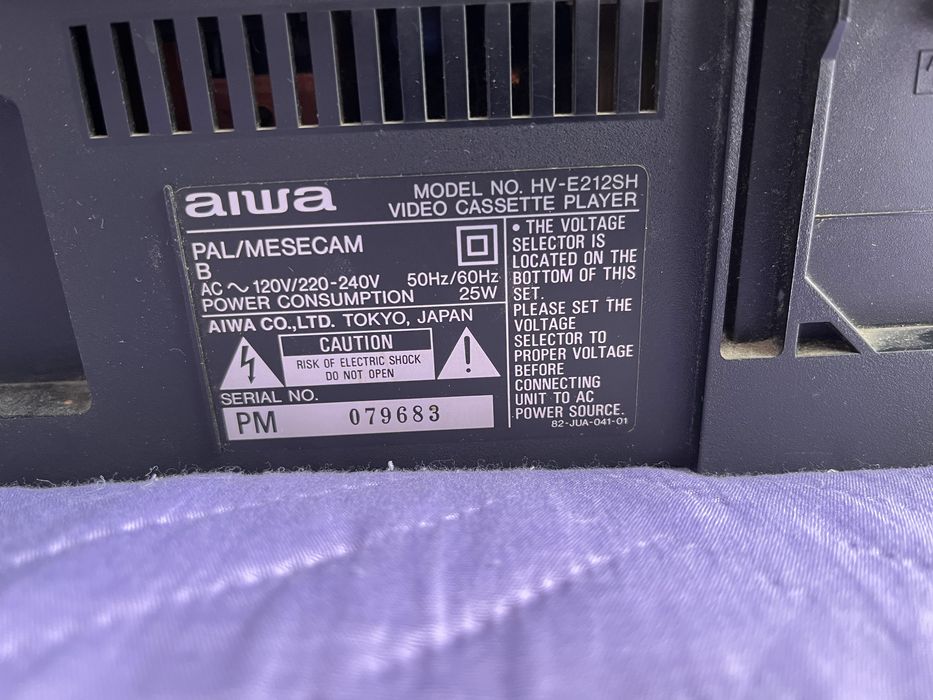 aiwa
MODEL NO. HV-E212SH
VIDEO CASSETTE PLAYER
PAL/MESECAM
B
AC ~ 120V/220-240V 50Hz/60Hz
POWER CONSUMPTION 25W
AIWA CO.,LTD. TOKYO, JAPAN
CAUTION
RISK OF ELECTRIC SHOCK
DO NOT OPEN
SERIAL NO.
PM 079683
• THE VOLTAGE
SELECTOR IS
LOCATED ON THE
BOTTOM OF THIS
SET.
PLEASE SET THE
VOLTAGE
SELECTOR TO
PROPER VOLTAGE
BEFORE
CONNECTING
UNIT TO AC
POWER SOURCE.
82-JUA-041-01